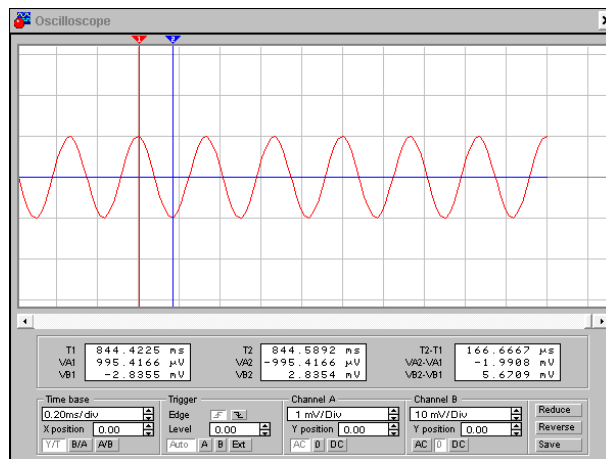 Oscilloscope
1 2
T1 844.4225 ms T2 844.5892 ms T2-T1 166.6667 µs
VA1 995.4166 µV VA2 -995.4166 µV VA2-VA1 -1.9908 mV
VB1 -2.8355 mV VB2 2.8354 mV VB2-VB1 5.6709 mV
Time base Trigger Channel A Channel B
0.20ms/div Edge 1 mV/Div 10 mV/Div Reduce
X position 0.00 Level 0.00 Y position 0.00 Y position 0.00 Reverse
Y/T B/A A/B Auto A B Ext AC 0 DC AC 0 DC Save